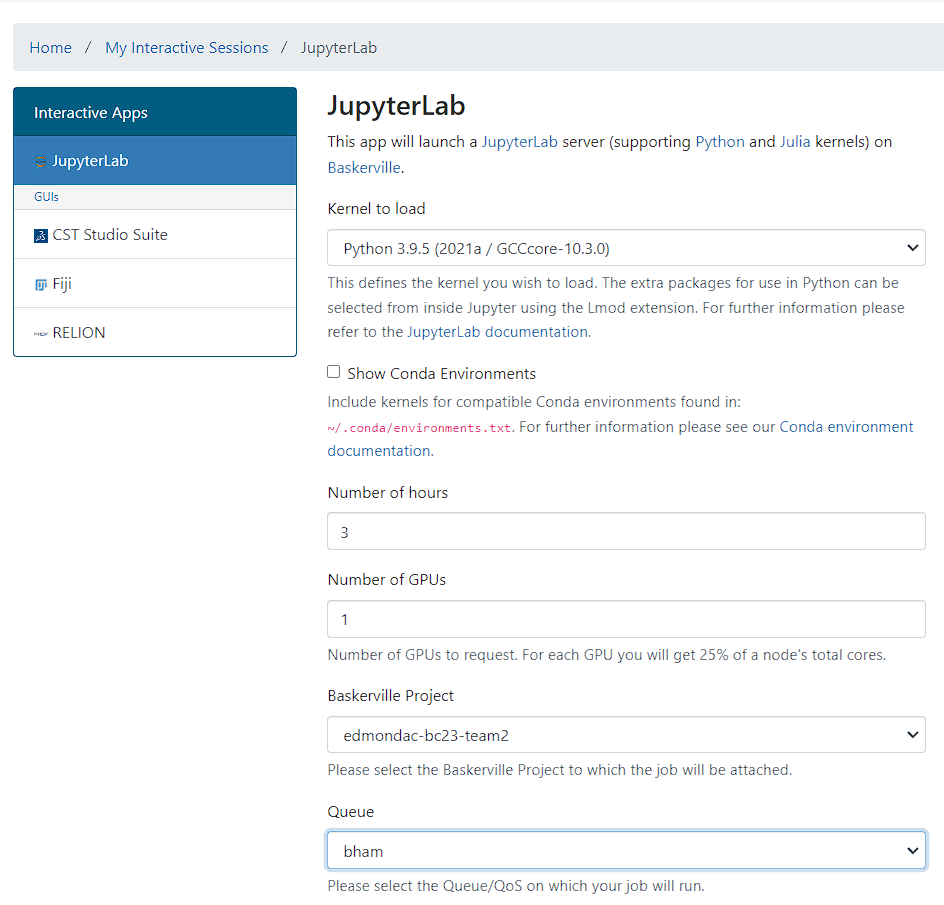 Home / My Interactive Sessions / JupyterLab
Interactive Apps
JupyterLab
GUIs
CST Studio Suite
Fiji
RELION
JupyterLab
This app will launch a JupyterLab server (supporting Python and Julia kernels) on
Baskerville.
Kernel to load
Python 3.9.5 (2021a / GCCcore-10.3.0)
This defines the kernel you wish to load. The extra packages for use in Python can be
selected from inside Jupyter using the Lmod extension. For further information please
refer to the JupyterLab documentation.
Show Conda Environments
Include kernels for compatible Conda environments found in:
~/.conda/environments.txt. For further information please see our Conda environment
documentation.
Number of hours
3
Number of GPUs
1
Number of GPUs to request. For each GPU you will get 25% of a node's total cores.
Baskerville Project
edmondac-bc23-team2
Please select the Baskerville Project to which the job will be attached.
Queue
bham
Please select the Queue/QoS on which your job will run.